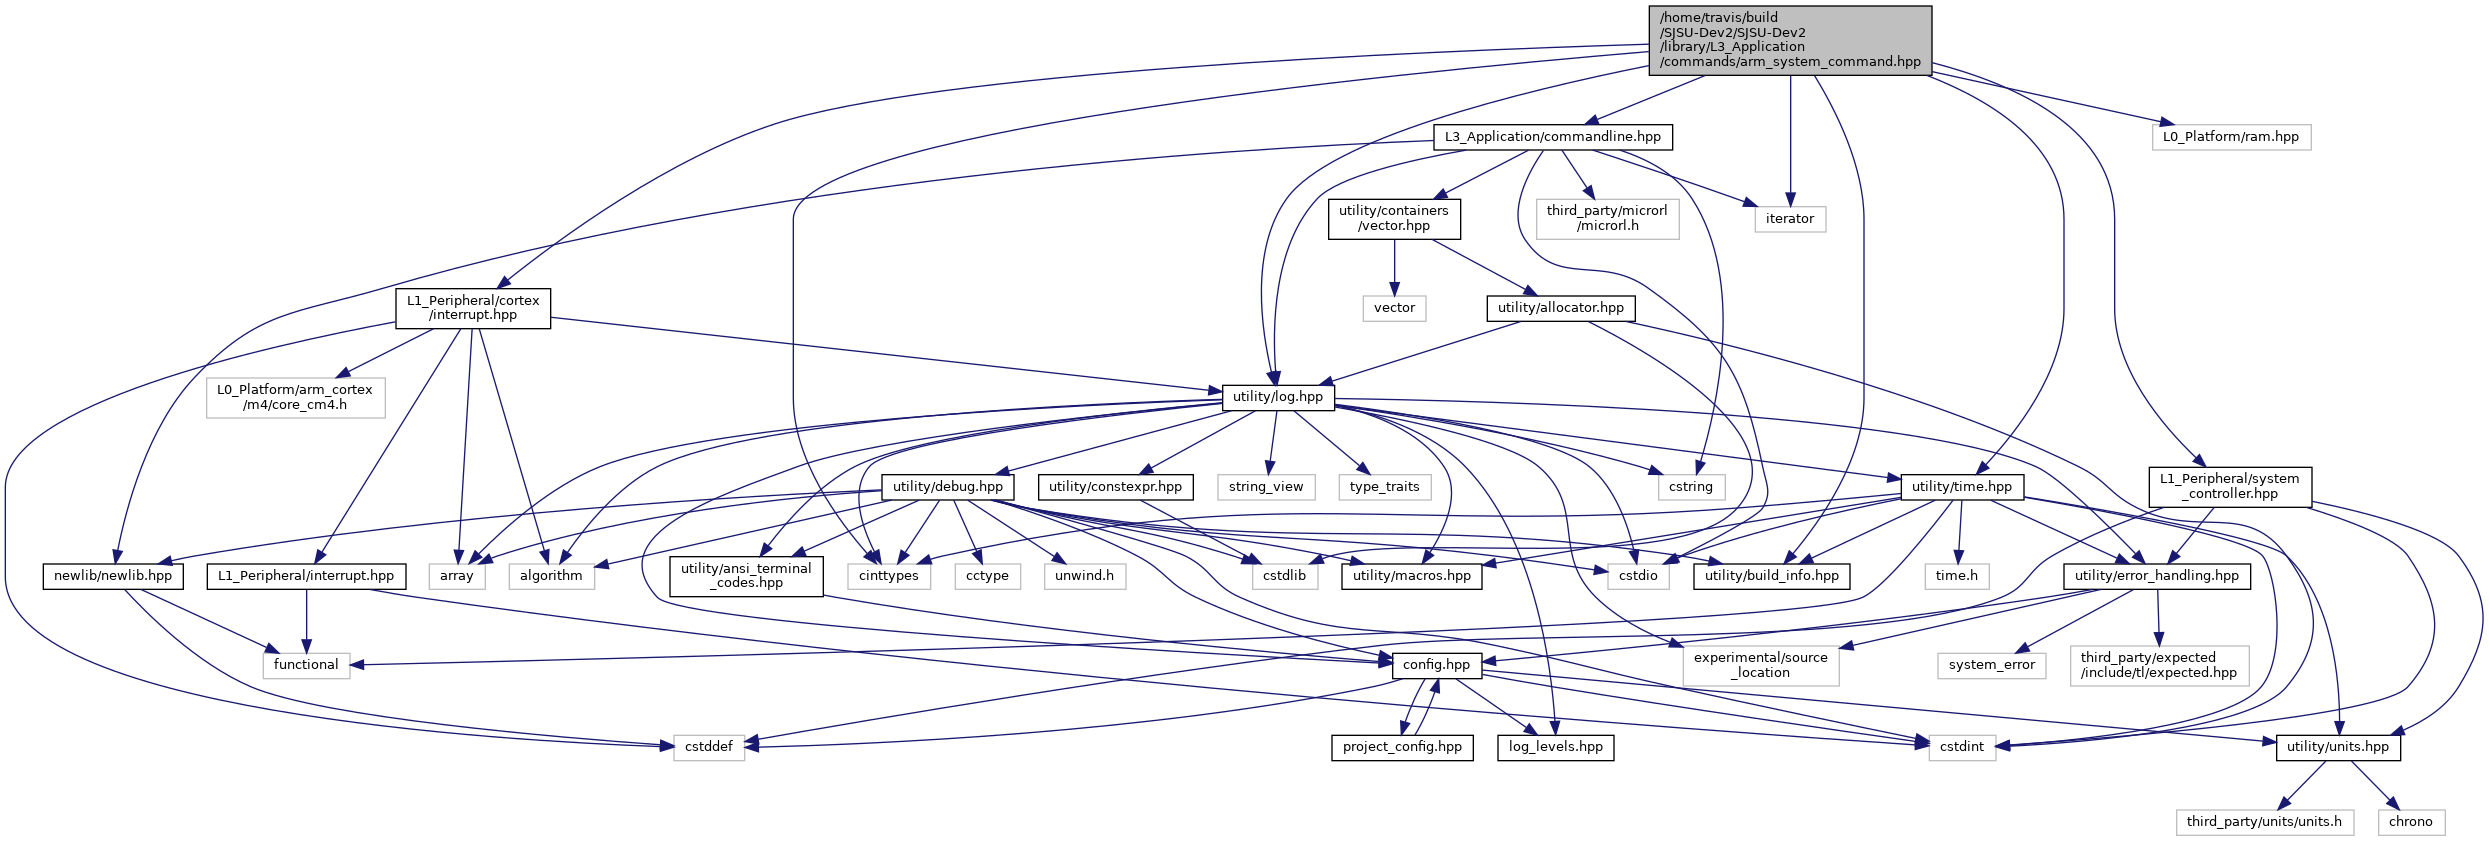 /home/travis/build
/SJSU-Dev2/SJSU-Dev2
/library/L3_Application
/commands/arm_system_command.hpp
L3_Application/commandline.hpp
L0_Platform/ram.hpp
utility/containers
/vector.hpp
third_party/microrl
/microrl.h
iterator
L1_Peripheral/cortex
/interrupt.hpp
vector
utility/allocator.hpp
L0_Platform/arm_cortex
/m4/core_cm4.h
utility/log.hpp
utility/debug.hpp
utility/constexpr.hpp
string_view
type_traits
cstring
utility/time.hpp
L1_Peripheral/system
_controller.hpp
newlib/newlib.hpp
L1_Peripheral/interrupt.hpp
array
algorithm
utility/ansi_terminal
_codes.hpp
cinttypes
cctype
unwind.h
cstdlib
utility/macros.hpp
cstdio
utility/build_info.hpp
time.h
utility/error_handling.hpp
functional
config.hpp
experimental/source
_location
system_error
third_party/expected
/include/tl/expected.hpp
cstddef
project_config.hpp
log_levels.hpp
cstdint
utility/units.hpp
third_party/units/units.h
chrono